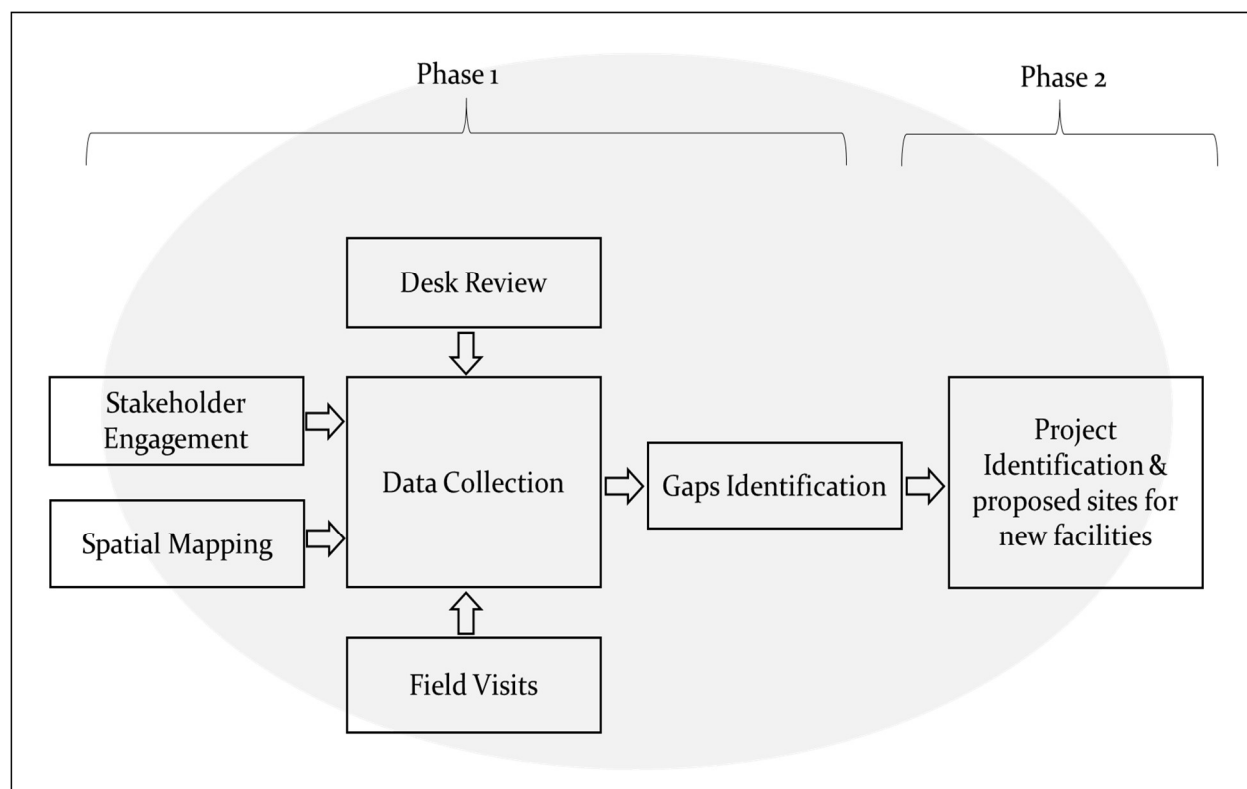 Phase 1
Phase 2
Desk Review
Stakeholder
Engagement
Data Collection
Gaps Identification
Project
Identification &
proposed sites for
new facilities
Spatial Mapping
Field Visits